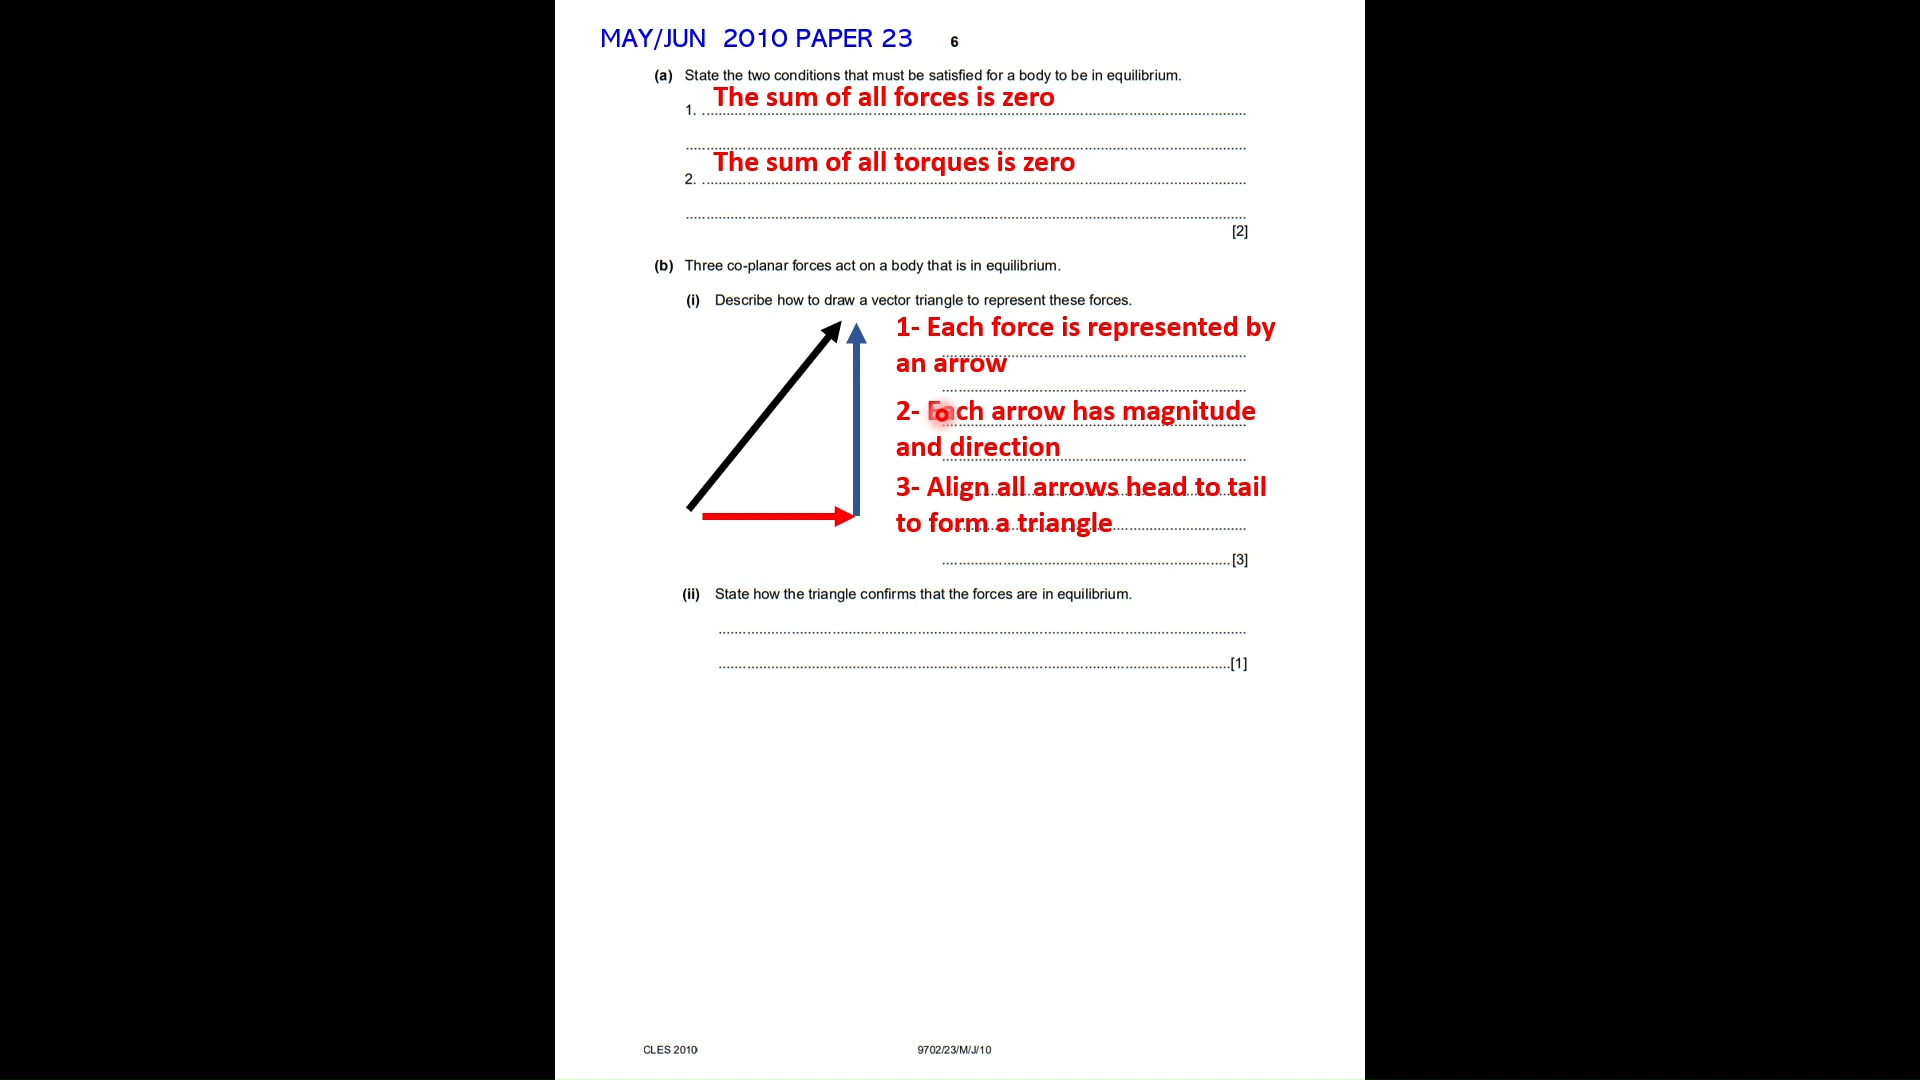 MAY/JUN 2010 PAPER 23 6
(a) State the two conditions that must be satisfied for a body to be in equilibrium.
The sum of all forces is zero
1. ........
The sum of all torques is zero
2. ........
[2]
(b) Three co-planar forces act on a body that is in equilibrium.
(i) Describe how to draw a vector triangle to represent these forces.
1- Each force is represented by
an arrow
2- Each arrow has magnitude
and direction
3- Align all arrows head to tail
to form a triangle
[3]
(ii) State how the triangle confirms that the forces are in equilibrium.
[1]
CLES 2010 9702/23/M/J/10